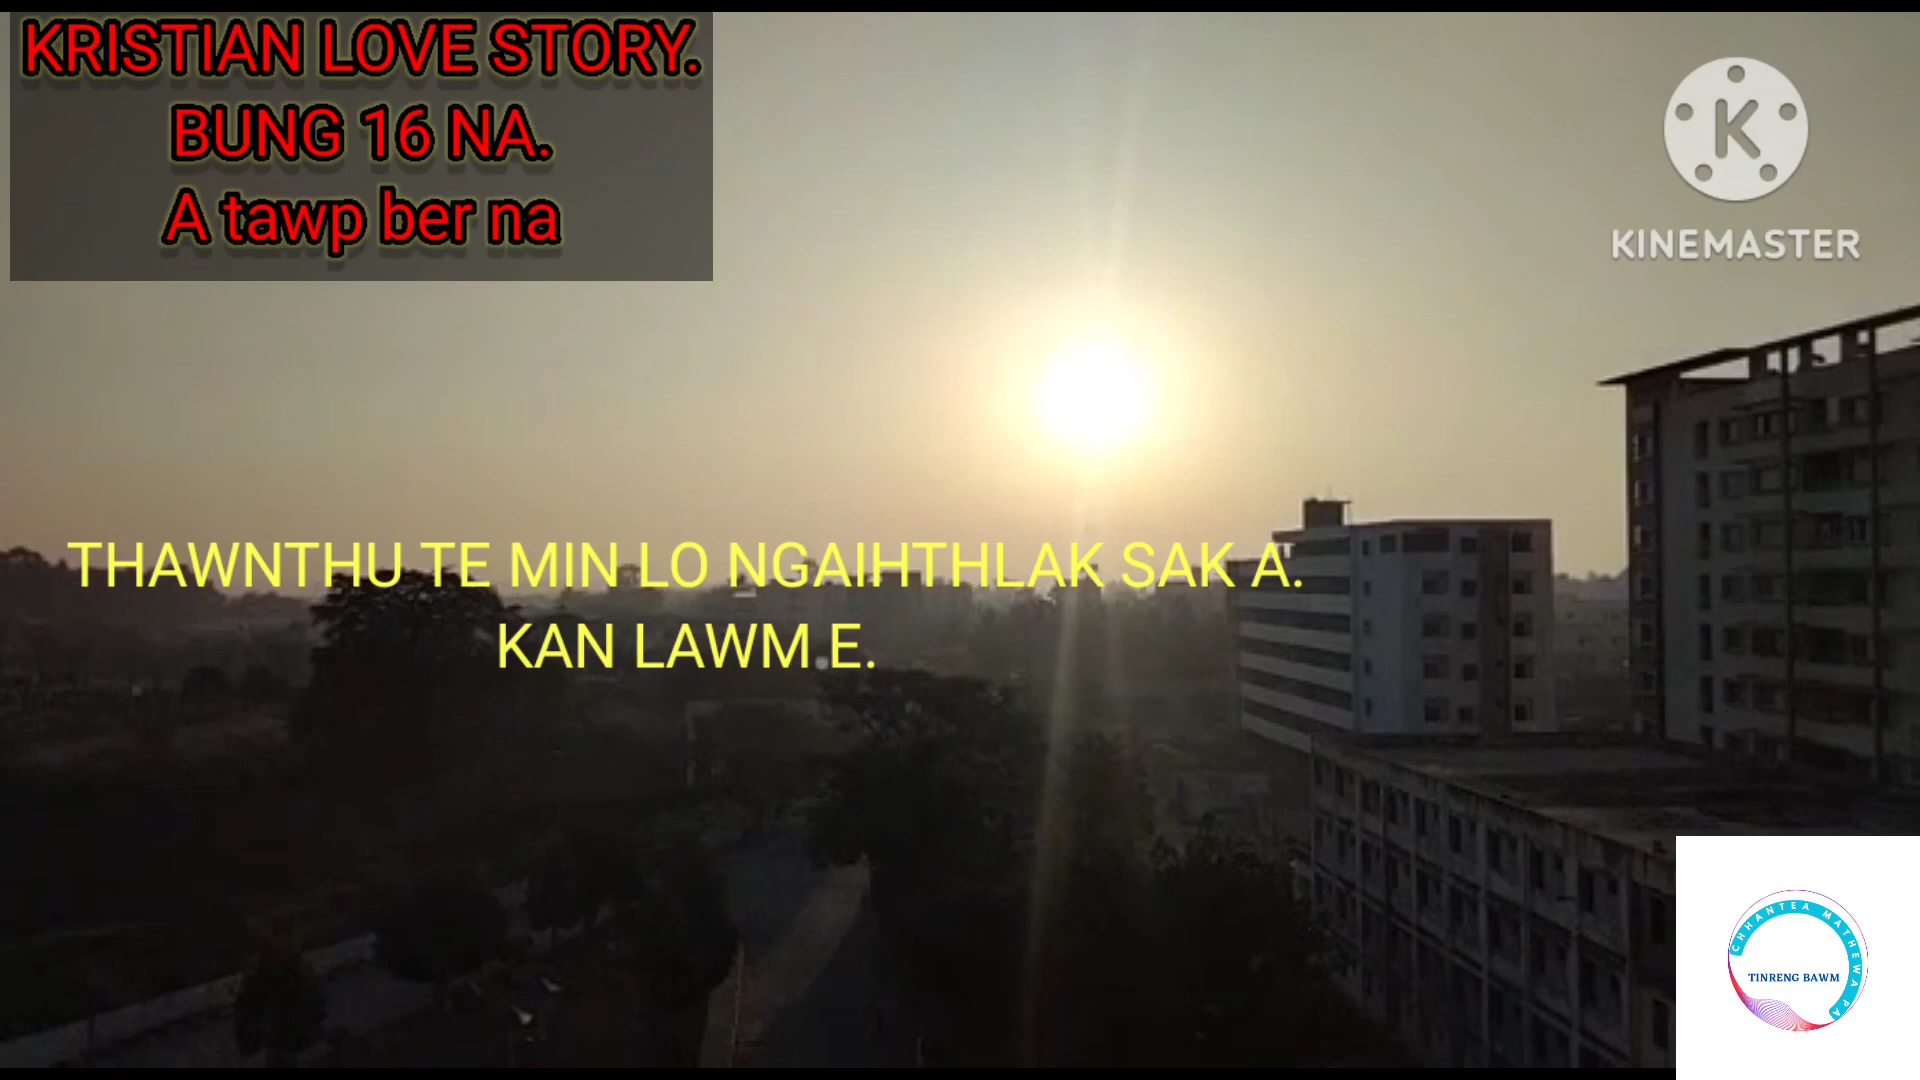 KRISTIAN LOVE STORY.
BUNG 16 NA.
A tawp ber na
K
KINEMASTER
THAWNTHU TE MIN LO NGAIHTHLAK SAK A.
KAN LAWM E.
CHHANTEA MATHEWA PA
TINRENG BAWM